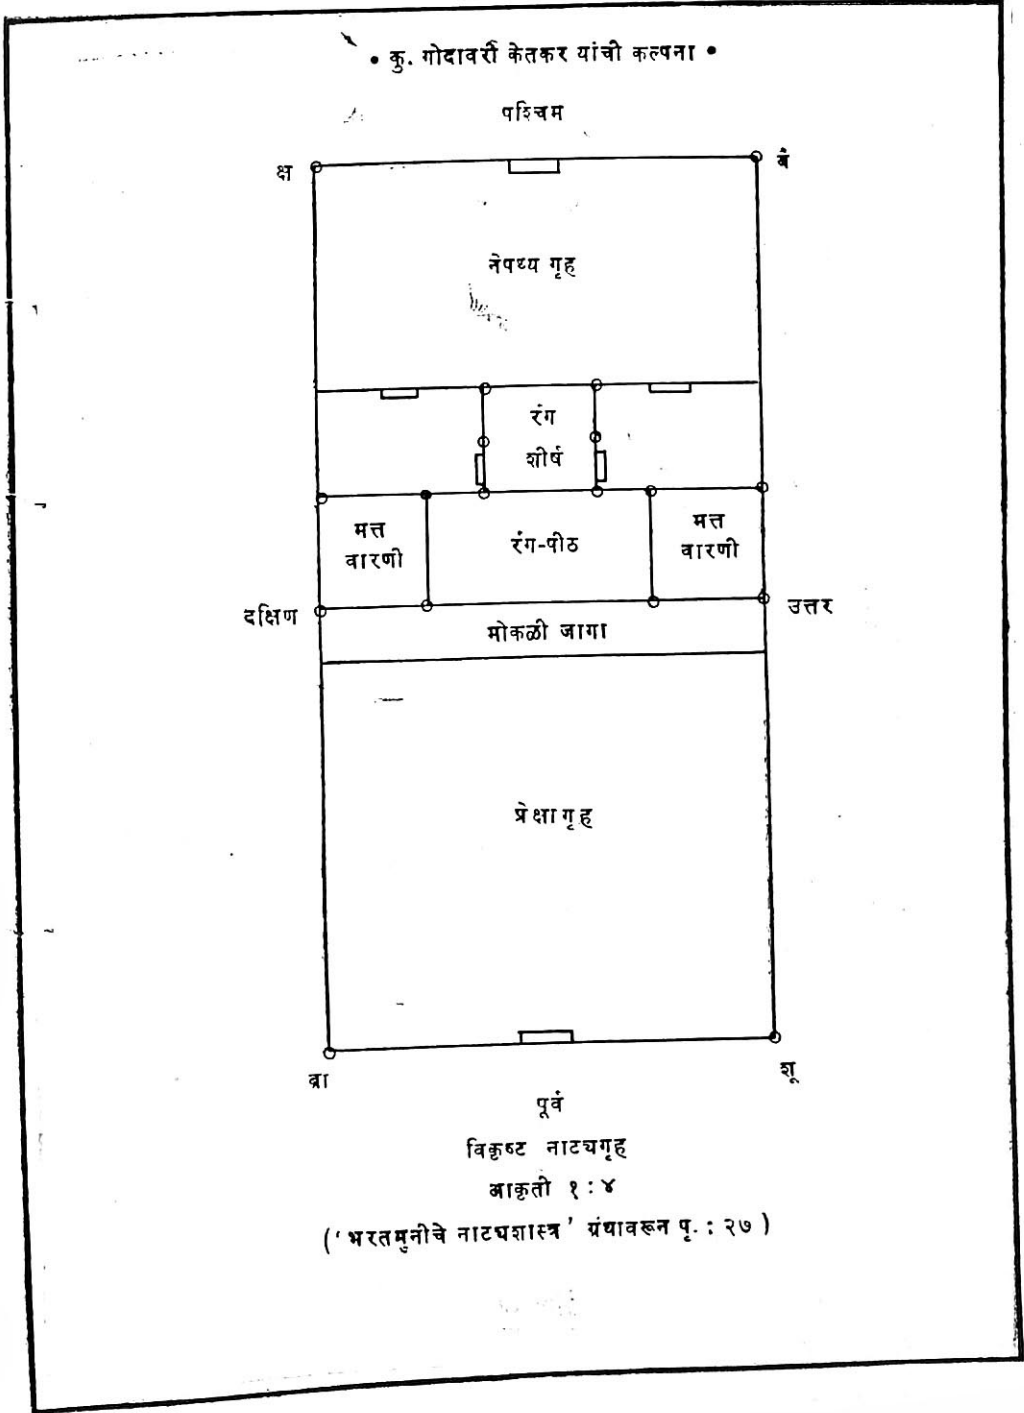 • कु. गोदावरी केतकर यांची कल्पना •
पश्चिम
क्ष
वै
नेपथ्य गृह
रंग
शीर्ष
मत्त
वारणी
रंग-पीठ
मत्त
वारणी
दक्षिण
उत्तर
मोकळी जागा
प्रेक्षागृह
ब्रा
शू
पूर्व
विकृष्ट नाट्यगृह
आकृती १ : ४
(' भरतमुनीचे नाट्यशास्त्र ' ग्रंथावरून पृ. : २७ )